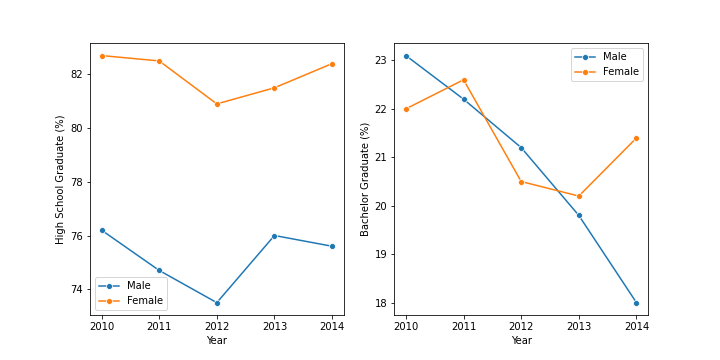 High School Graduate (%)
82
80
78
76
74
Male
Female
2010 2011 2012 2013 2014
Year
Bachelor Graduate (%)
23
22
21
20
19
18
Male
Female
2010 2011 2012 2013 2014
Year